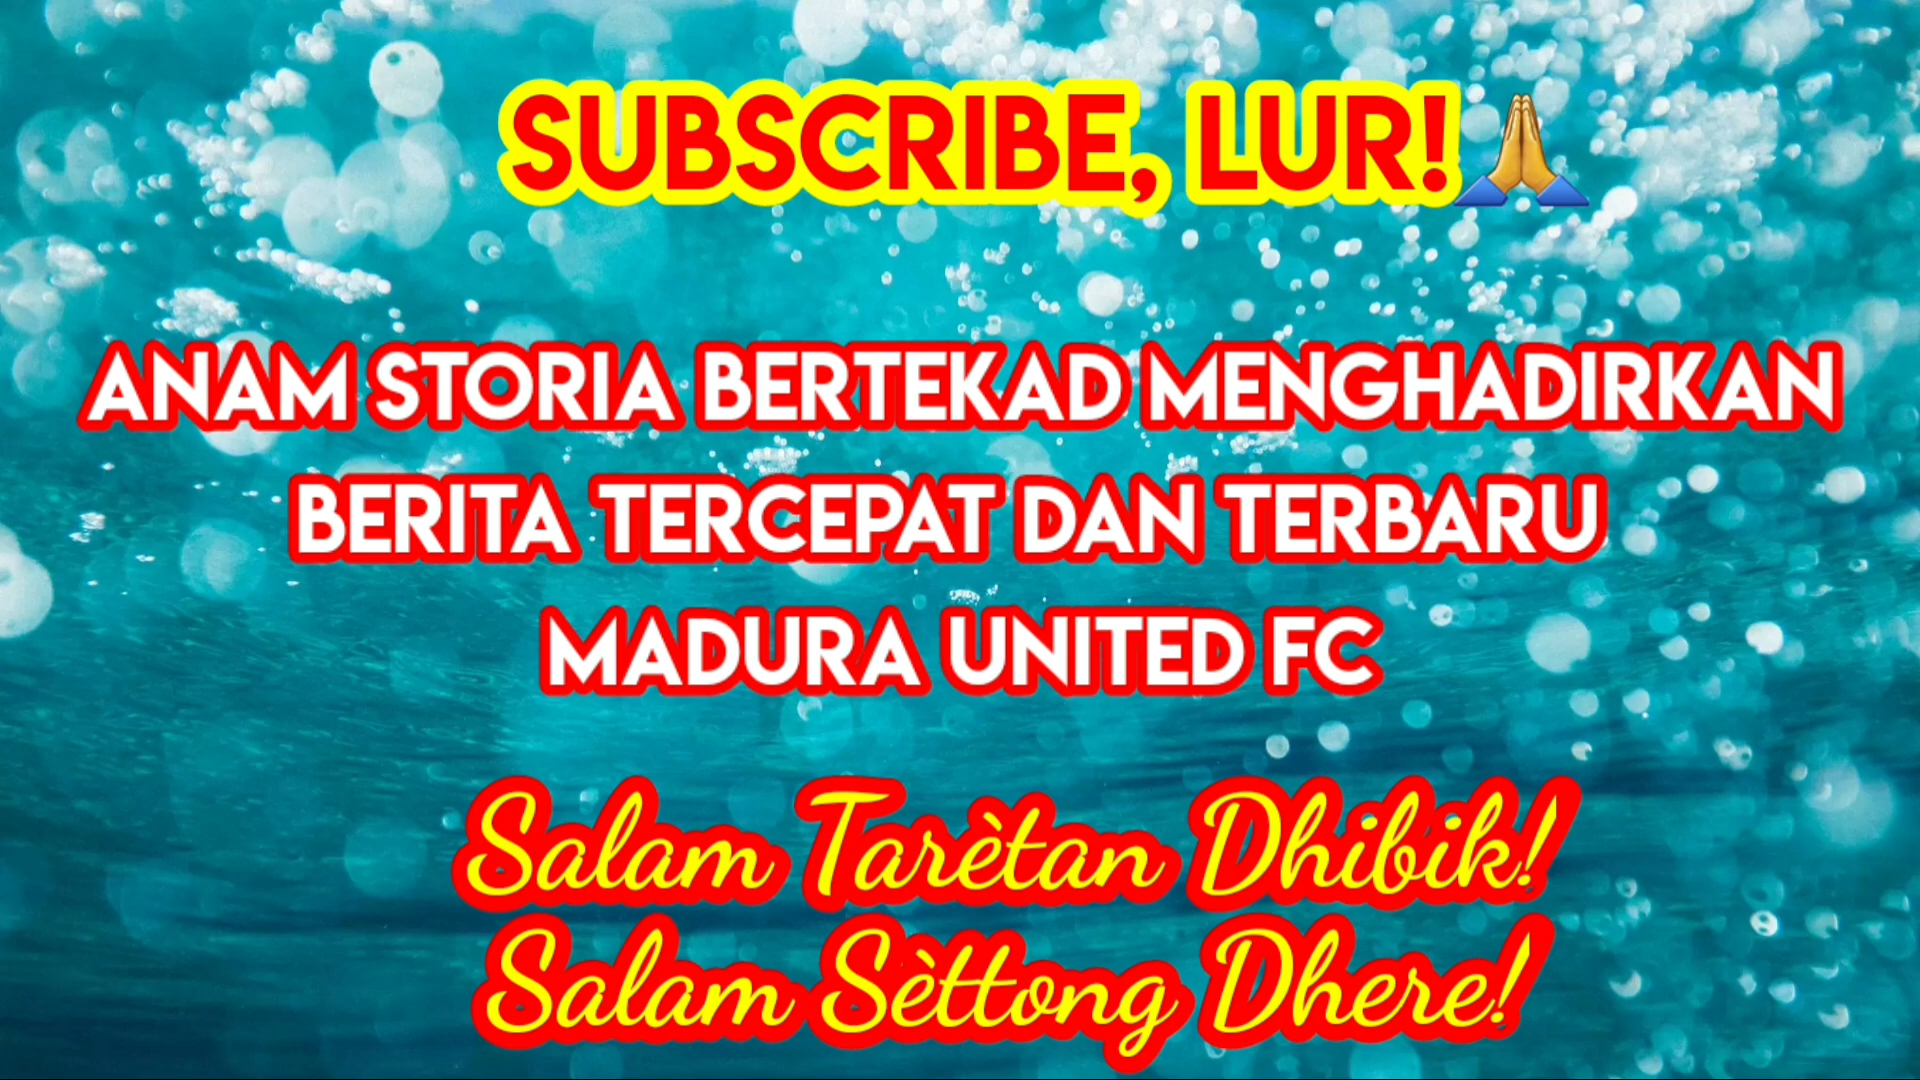 SUBSCRIBE, LUR!🙏
ANAM STORIA BERTEKAD MENGHADIRKAN
BERITA TERCEPAT DAN TERBARU
MADURA UNITED FC
Salam Tarètan Dhibik!
Salam Sèttong Dhere!